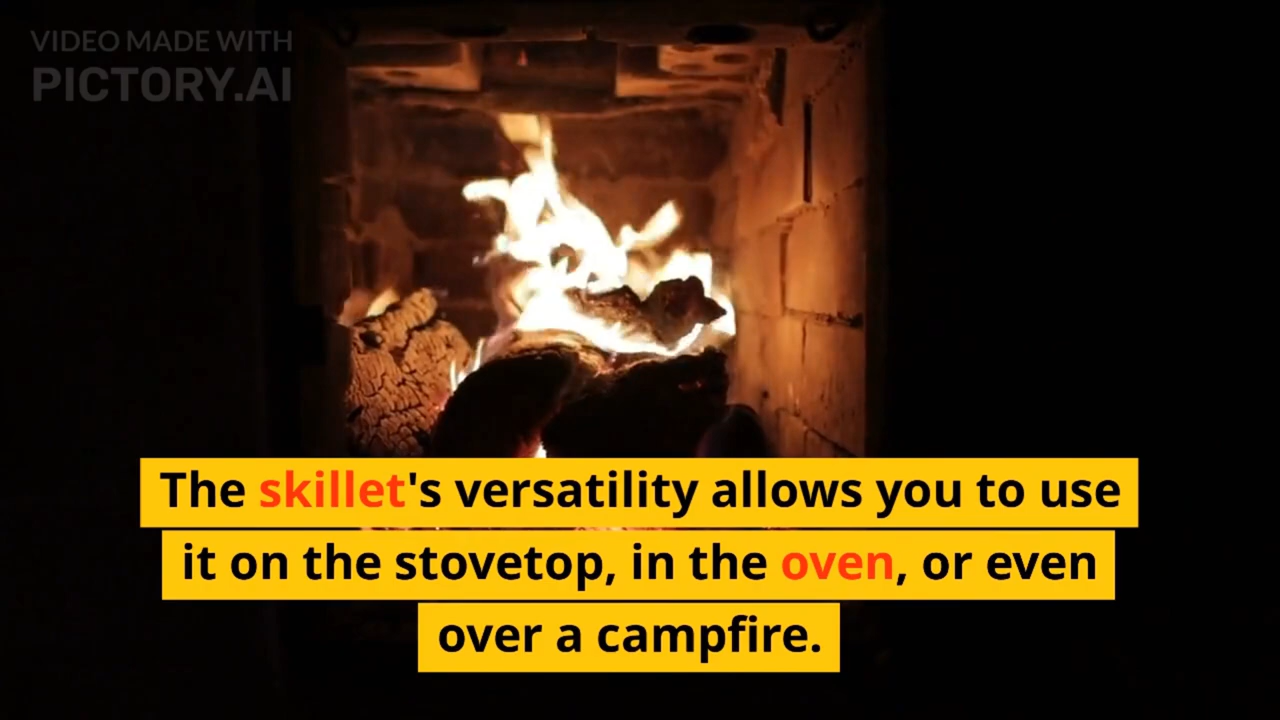 VIDEO MADE WITH
PICTORY.AI
The skillet's versatility allows you to use
it on the stovetop, in the oven, or even
over a campfire.